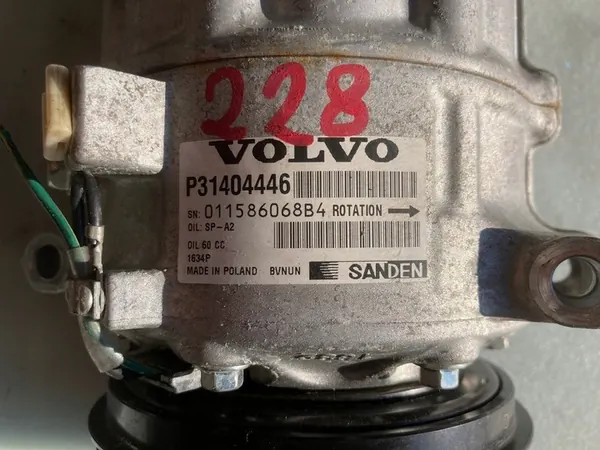 228
VOLVO
P31404446
SN: 011586068B4 ROTATION →
OIL: SP-A2
OIL 60 CC
1634P
MADE IN POLAND BVNUN SANDEN